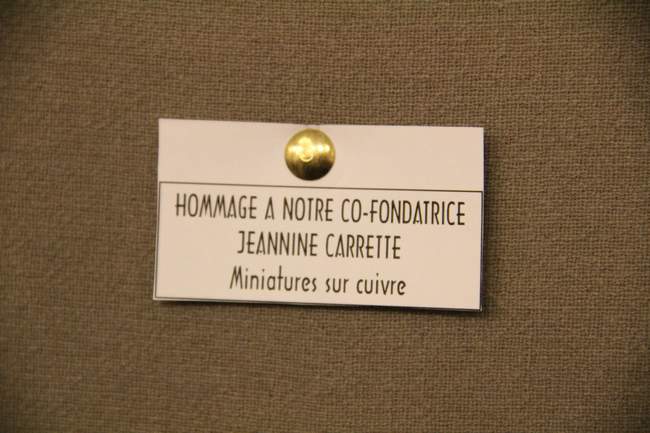 HOMMAGE A NOTRE CO-FONDATRICE
JEANNINE CARRETTE
Miniatures sur cuivre